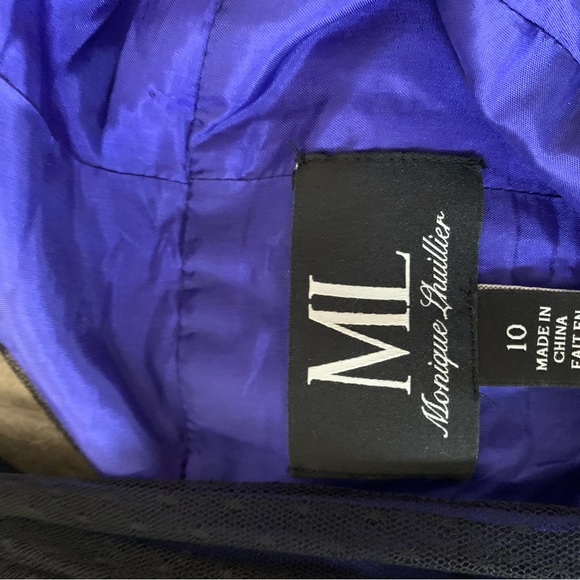 ML
Monique Lhuillier
10
MADE IN
CHINA
FAIT EN